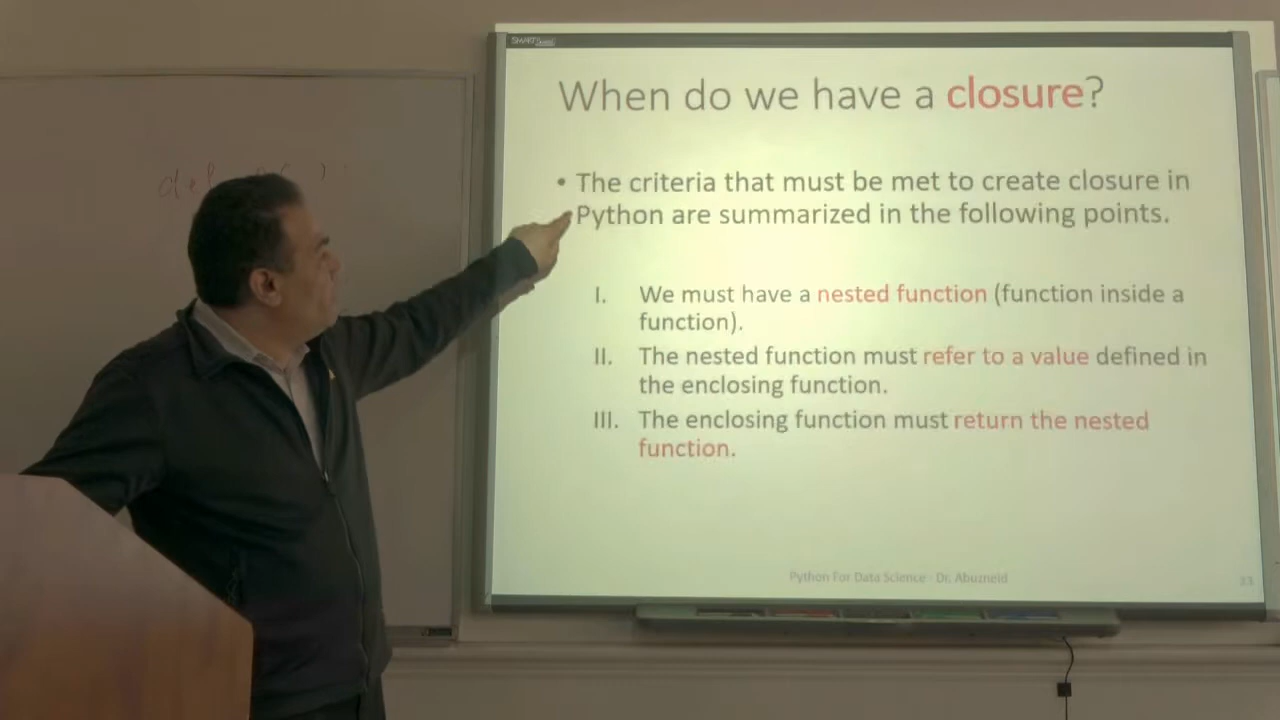 SMART Board
When do we have a closure?
• The criteria that must be met to create closure in
Python are summarized in the following points.
I. We must have a nested function (function inside a
function).
II. The nested function must refer to a value defined in
the enclosing function.
III. The enclosing function must return the nested
function.
Python For Data Science - Dr. Abuzneid
def ( ) :